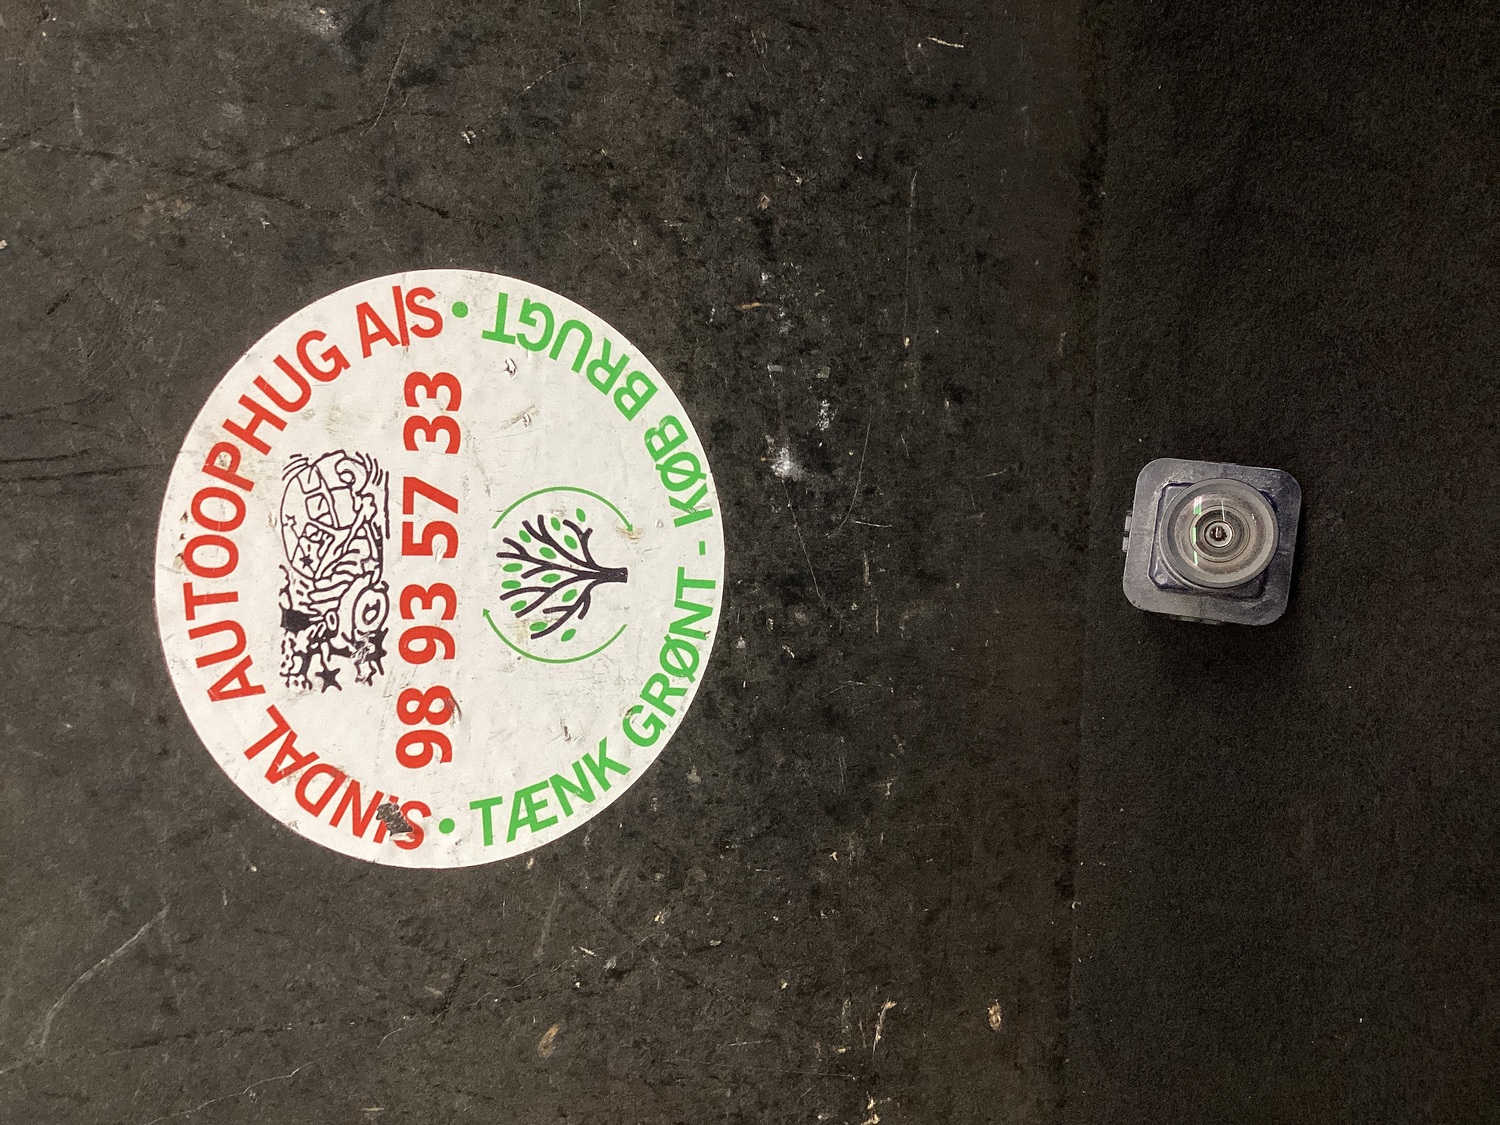 SINDAL AUTOOPHUG A/S
98 93 57 33
• TÆNK GRØNT - KØB BRUGT •